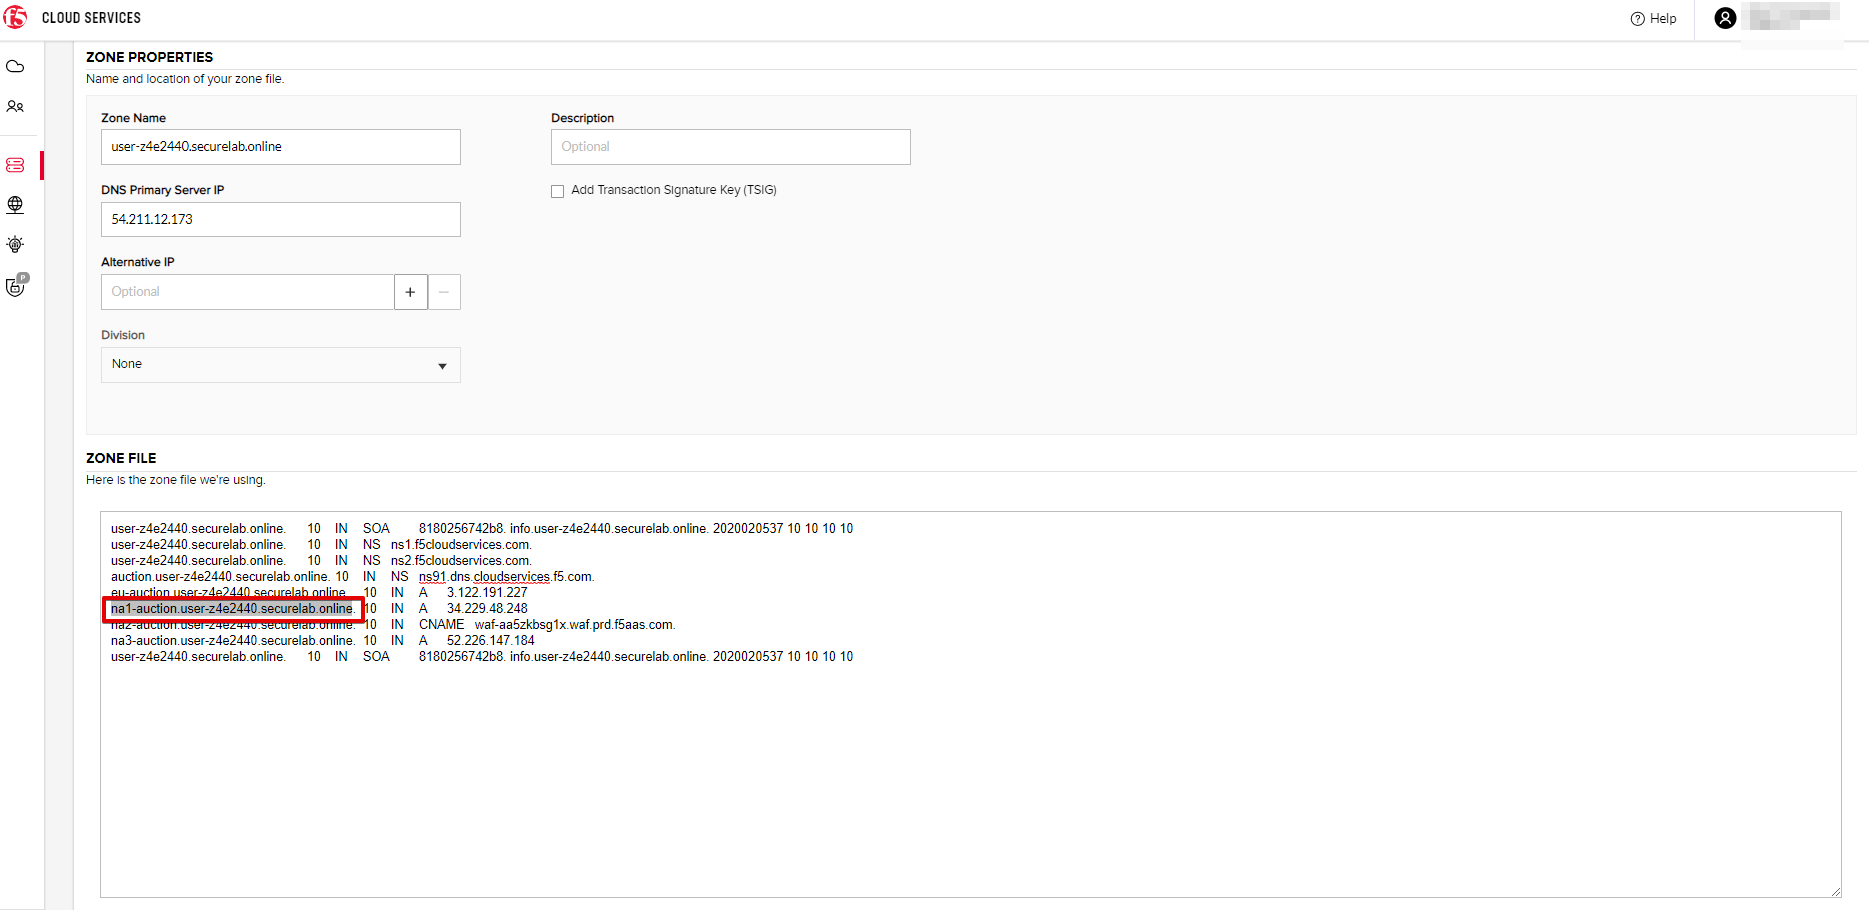 f5 CLOUD SERVICES
Help
ZONE PROPERTIES
Name and location of your zone file.
Zone Name
Description
user-z4e2440.securelab.online
Optional
DNS Primary Server IP
Add Transaction Signature Key (TSIG)
54.211.12.173
Alternative IP
Optional
+ −
Division
None
P
ZONE FILE
Here is the zone file we're using.
user-z4e2440.securelab.online. 10 IN SOA 8180256742b8. info.user-z4e2440.securelab.online. 2020020537 10 10 10 10
user-z4e2440.securelab.online. 10 IN NS ns1.f5cloudservices.com.
user-z4e2440.securelab.online. 10 IN NS ns2.f5cloudservices.com.
auction.user-z4e2440.securelab.online. 10 IN NS ns91.dns.cloudservices.f5.com.
eu-auction.user-z4e2440.securelab.online. 10 IN A 3.122.191.227
na1-auction.user-z4e2440.securelab.online. 10 IN A 34.229.48.248
na2-auction.user-z4e2440.securelab.online. 10 IN CNAME waf-aa5zkbsg1x.waf.prd.f5aas.com.
na3-auction.user-z4e2440.securelab.online. 10 IN A 52.226.147.184
user-z4e2440.securelab.online. 10 IN SOA 8180256742b8. info.user-z4e2440.securelab.online. 2020020537 10 10 10 10